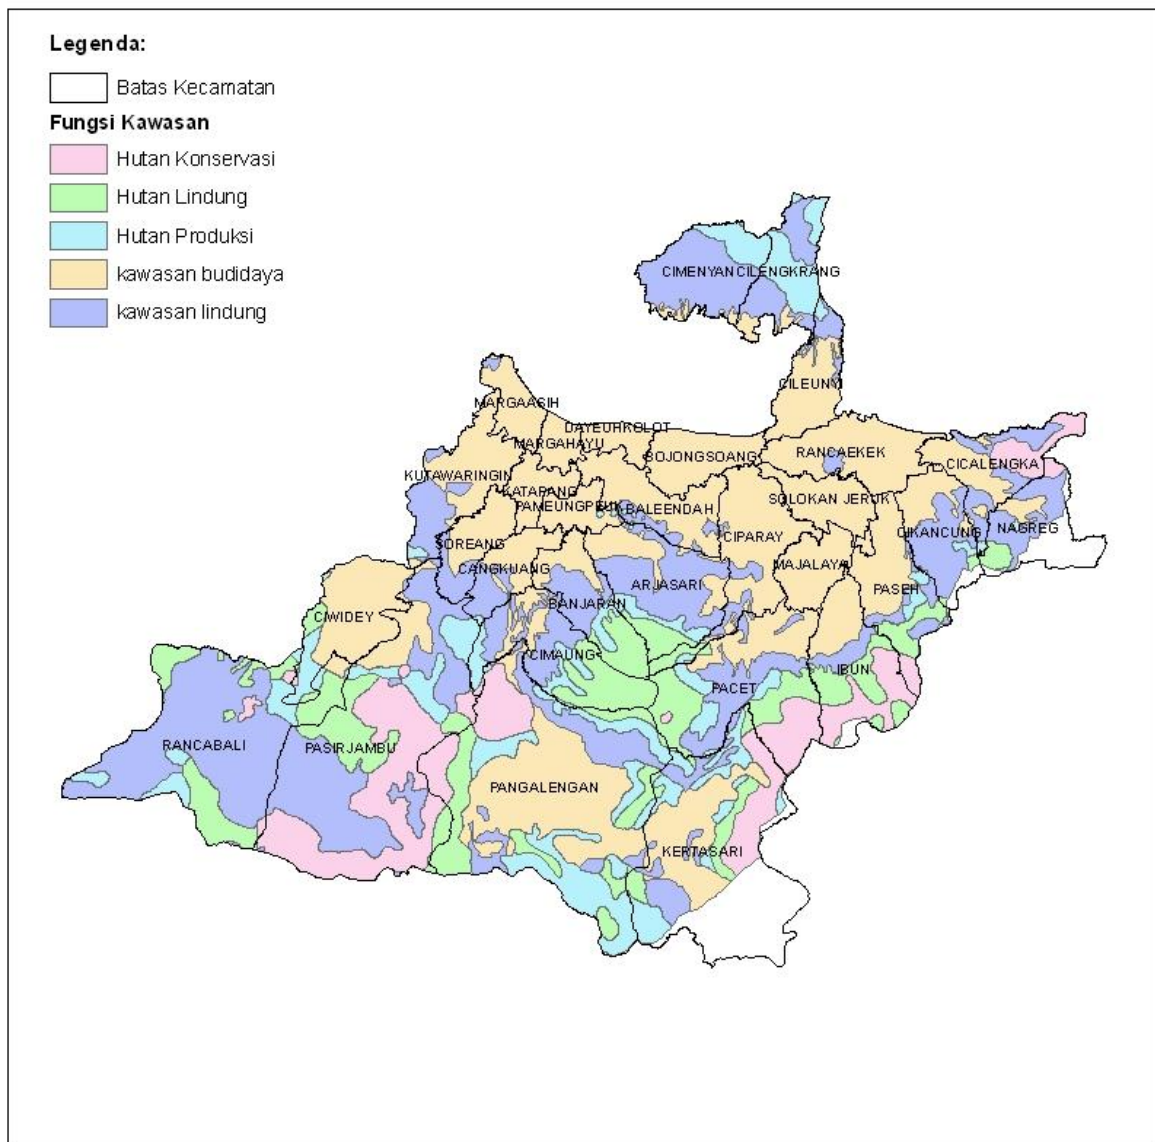 Legenda:
Batas Kecamatan
Fungsi Kawasan
Hutan Konservasi
Hutan Lindung
Hutan Produksi
kawasan budidaya
kawasan lindung
CIMENYAN
CILENGKRANG
CILEUNYI
MARGAASIH
DAYEUHKOLOT
MARGAHAYU
BOJONGSOANG
RANCAEKEK
CICALENGKA
KUTAWARINGIN
KATAPANG
SOLOKAN JERUK
PAMEUNGPEUK
BALEENDAH
CIKANCUNG
NAGREG
SOREANG
CIPARAY
CANGKUANG
MAJALAYA
ARJASARI
PASEH
BANJARAN
CIWIDEY
CIMAUNG
IBUN
PACET
RANCABALI
PASIRJAMBU
PANGALENGAN
KERTASARI